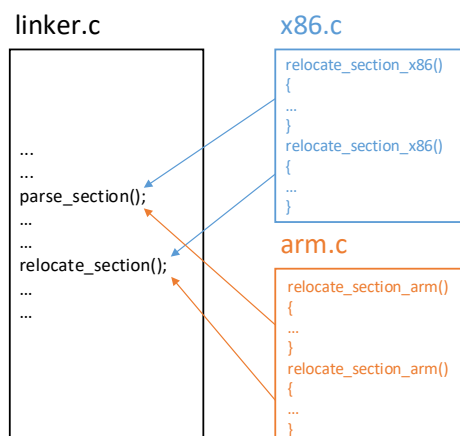 linker.c
...
...
parse_section();
...
...
relocate_section();
...
...
x86.c
relocate_section_x86()
{
...
}
relocate_section_x86()
{
...
}
arm.c
relocate_section_arm()
{
...
}
relocate_section_arm()
{
...
}